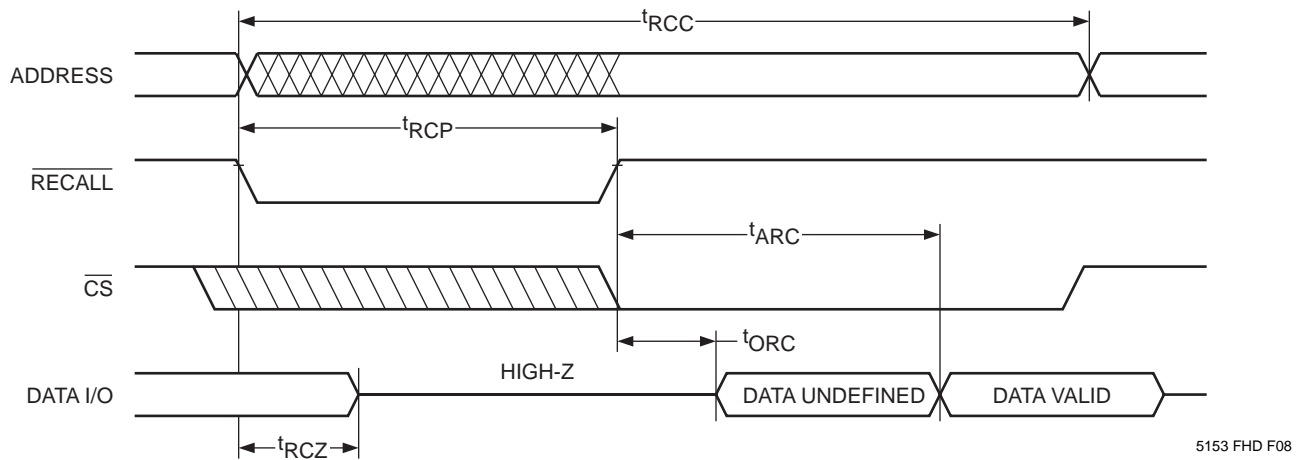 tRCC
ADDRESS
tRCP
RECALL
tARC
CS
tORC
HIGH-Z
DATA I/O
DATA UNDEFINED
DATA VALID
tRCZ
5153 FHD F08